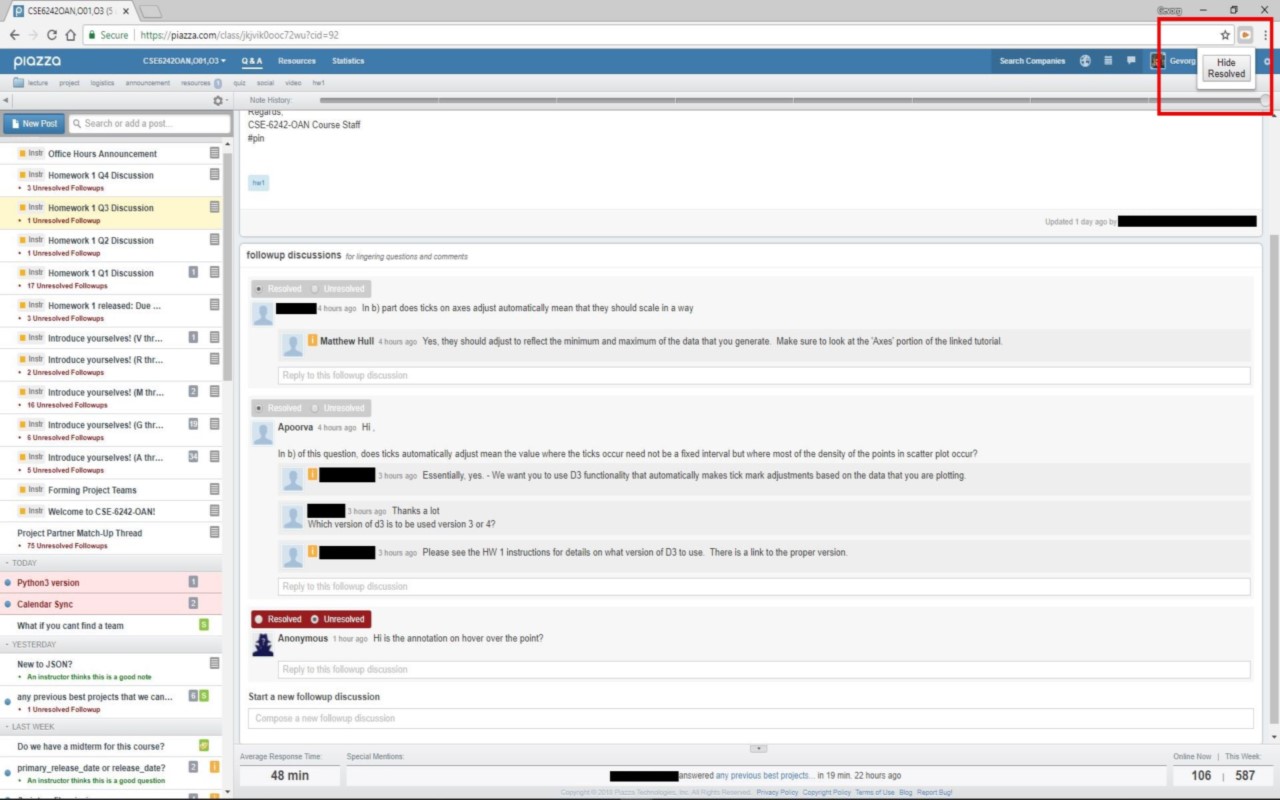 CSE6242OAN,O01,O3 (5
Gevorg
Secure | https://piazza.com/class/jkjvik0ooc72wu?cid=92
piazza CSE6242OAN,O01,O3 Q & A Resources Statistics Search Companies Gevorg
Hide
Resolved
lecture project logistics announcement resources 1 quiz social video hw1
Note History:
New Post Search or add a post...
Instr Office Hours Announcement
Instr Homework 1 Q4 Discussion
• 3 Unresolved Followups
Instr Homework 1 Q3 Discussion
• 1 Unresolved Followup
Instr Homework 1 Q2 Discussion
• 1 Unresolved Followup
Instr Homework 1 Q1 Discussion 1
• 17 Unresolved Followups
Instr Homework 1 released: Due ...
• 3 Unresolved Followups
Instr Introduce yourselves! (V thr... 1
Instr Introduce yourselves! (R thr...
• 2 Unresolved Followups
Instr Introduce yourselves! (M thr... 2
• 16 Unresolved Followups
Instr Introduce yourselves! (G thr... 19
• 6 Unresolved Followups
Instr Introduce yourselves! (A thr... 34
• 5 Unresolved Followups
Instr Forming Project Teams
Instr Welcome to CSE-6242-OAN!
Project Partner Match-Up Thread
• 75 Unresolved Followups
- TODAY
Python3 version 1
Calendar Sync 2
What if you cant find a team S
- YESTERDAY
New to JSON?
• An instructor thinks this is a good note
any previous best projects that we can... 6 S
• 1 Unresolved Followup
- LAST WEEK
Do we have a midterm for this course?
primary_release_date or release_date? 2 i
• An instructor thinks this is a good question
Regards,
CSE-6242-OAN Course Staff
#pin
hw1
Updated 1 day ago by
followup discussions for lingering questions and comments
Resolved Unresolved
4 hours ago In b) part does ticks on axes adjust automatically mean that they should scale in a way
i Matthew Hull 4 hours ago Yes, they should adjust to reflect the minimum and maximum of the data that you generate. Make sure to look at the 'Axes' portion of the linked tutorial.
Reply to this followup discussion
Resolved Unresolved
Apoorva 4 hours ago Hi ,
In b) of this question, does ticks automatically adjust mean the value where the ticks occur need not be a fixed interval but where most of the density of the points in scatter plot occur?
i 3 hours ago Essentially, yes. - We want you to use D3 functionality that automatically makes tick mark adjustments based on the data that you are plotting.
3 hours ago Thanks a lot
Which version of d3 is to be used version 3 or 4?
i 3 hours ago Please see the HW 1 instructions for details on what version of D3 to use. There is a link to the proper version.
Reply to this followup discussion
Resolved Unresolved
Anonymous 1 hour ago Hi is the annotation on hover over the point?
Reply to this followup discussion
Start a new followup discussion
Compose a new followup discussion
Average Response Time: Special Mentions: Online Now | This Week:
48 min answered any previous best projects... in 19 min. 22 hours ago 106 | 587
Copyright © 2018 Piazza Technologies, Inc. All Rights Reserved. Privacy Policy Copyright Policy Terms of Use Blog Report Bug!